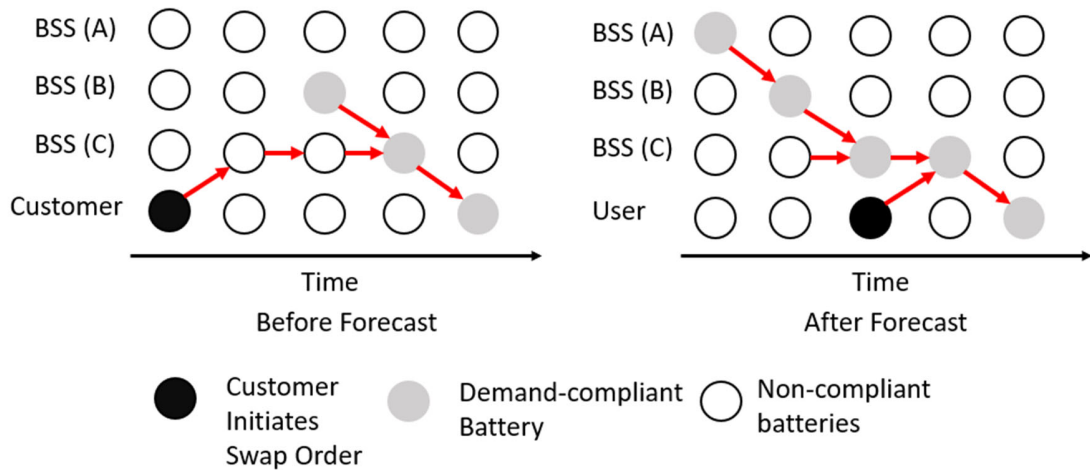 BSS (A)
BSS (B)
BSS (C)
Customer
Time
Before Forecast
BSS (A)
BSS (B)
BSS (C)
User
Time
After Forecast
Customer
Initiates
Swap Order
Demand-compliant
Battery
Non-compliant
batteries